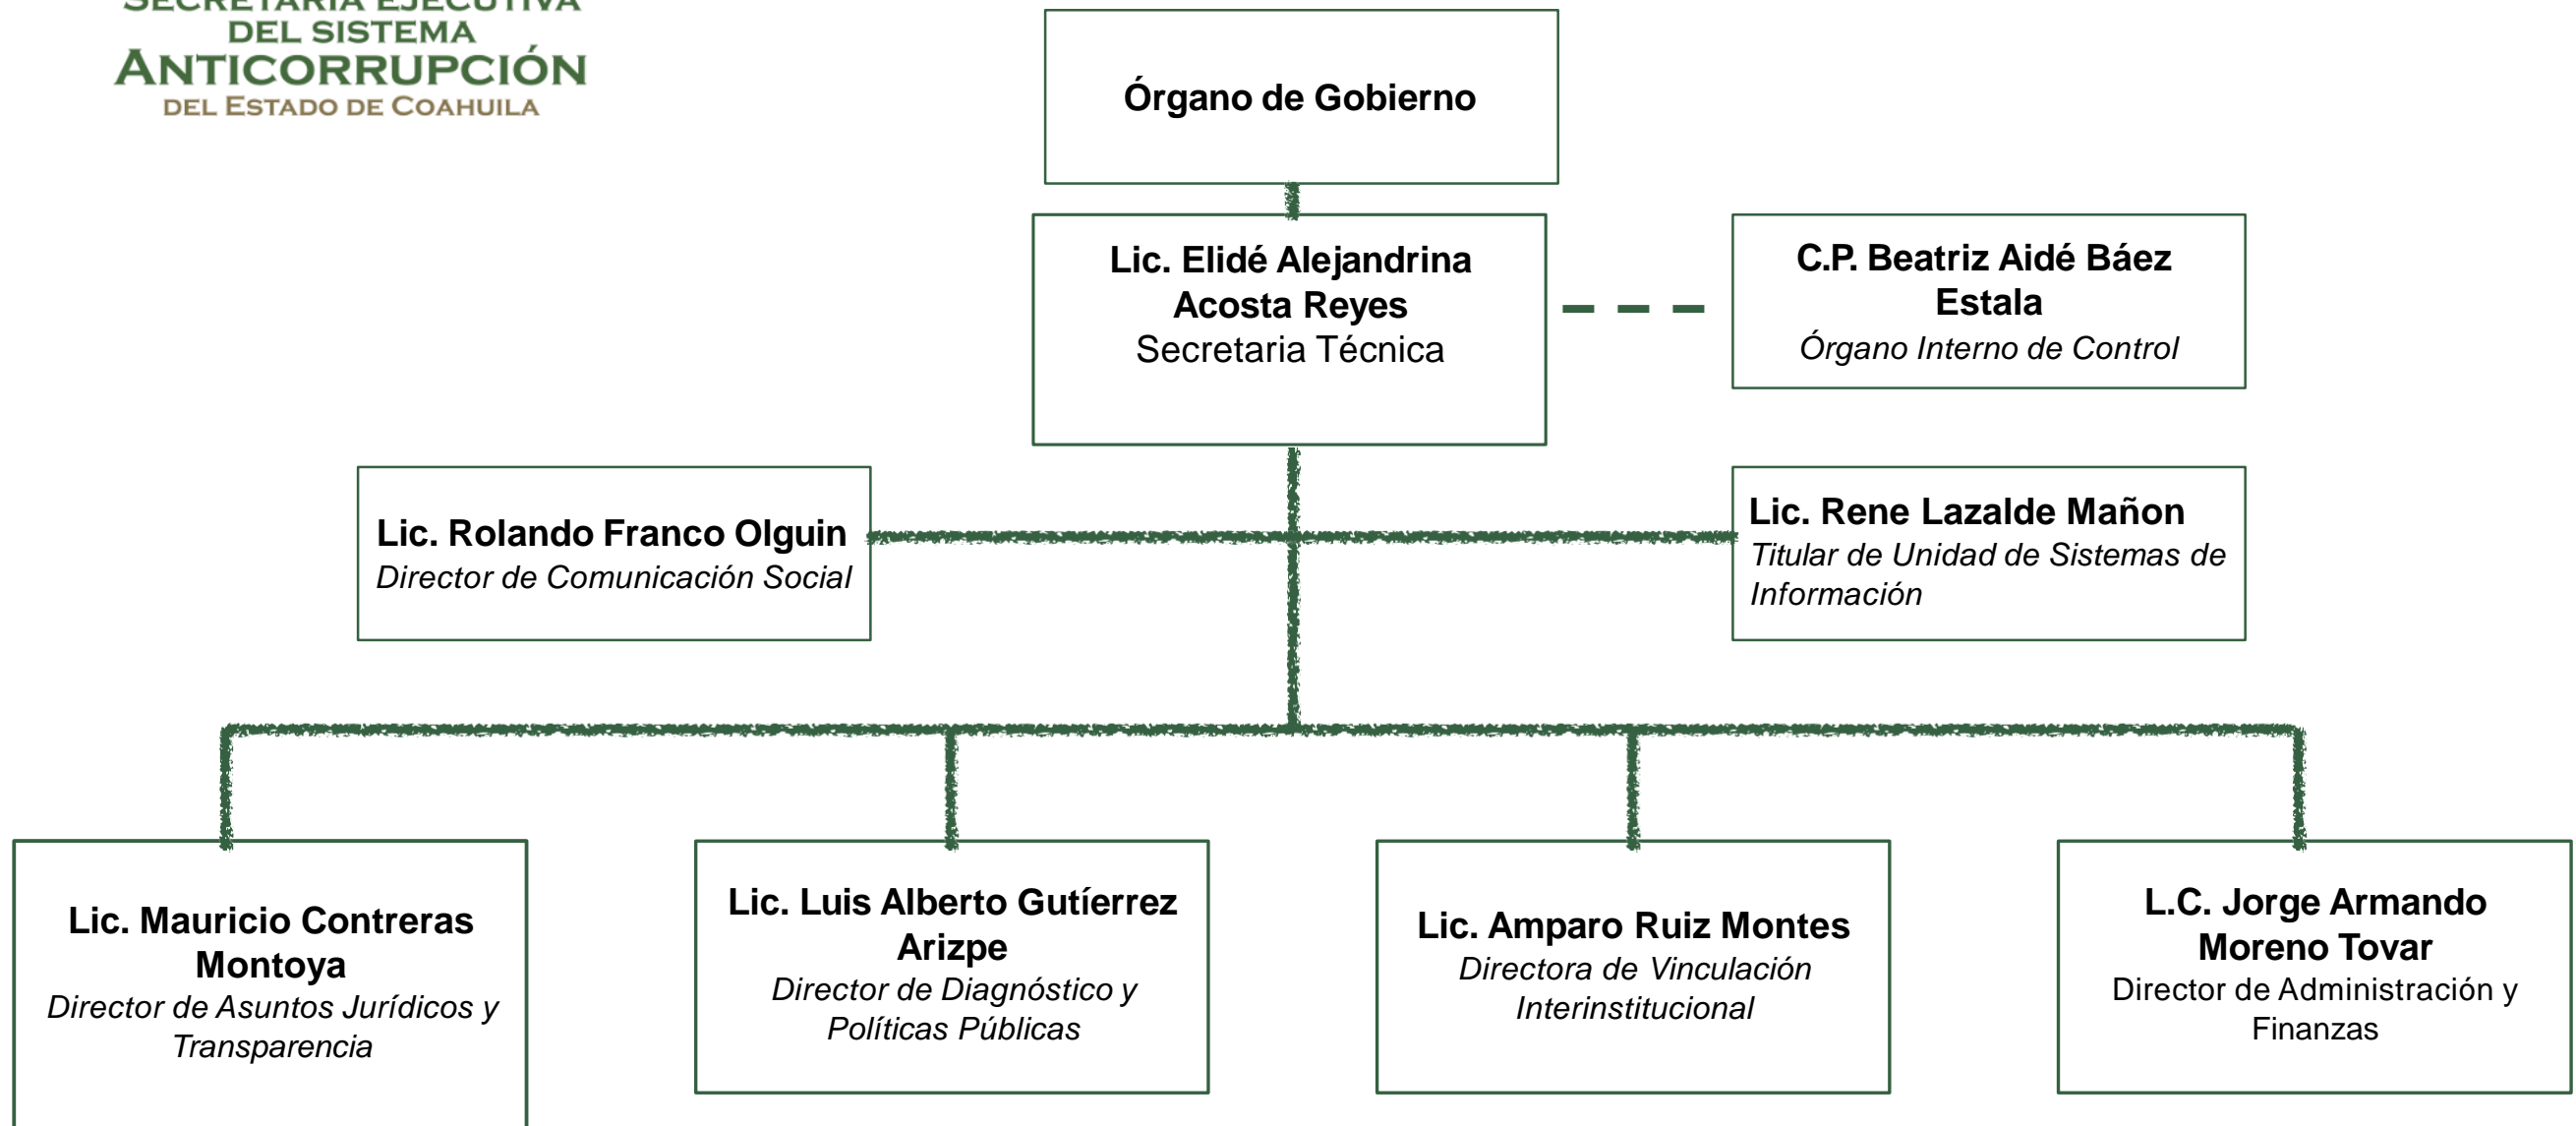 SECRETARÍA EJECUTIVA
DEL SISTEMA
ANTICORRUPCIÓN
DEL ESTADO DE COAHUILA
Órgano de Gobierno
Lic. Elidé Alejandrina
Acosta Reyes
Secretaria Técnica
C.P. Beatriz Aidé Báez
Estala
Órgano Interno de Control
Lic. Rolando Franco Olguin
Director de Comunicación Social
Lic. Rene Lazalde Mañon
Titular de Unidad de Sistemas de
Información
Lic. Mauricio Contreras
Montoya
Director de Asuntos Jurídicos y
Transparencia
Lic. Luis Alberto Gutíerrez
Arizpe
Director de Diagnóstico y
Políticas Públicas
Lic. Amparo Ruiz Montes
Directora de Vinculación
Interinstitucional
L.C. Jorge Armando
Moreno Tovar
Director de Administración y
Finanzas